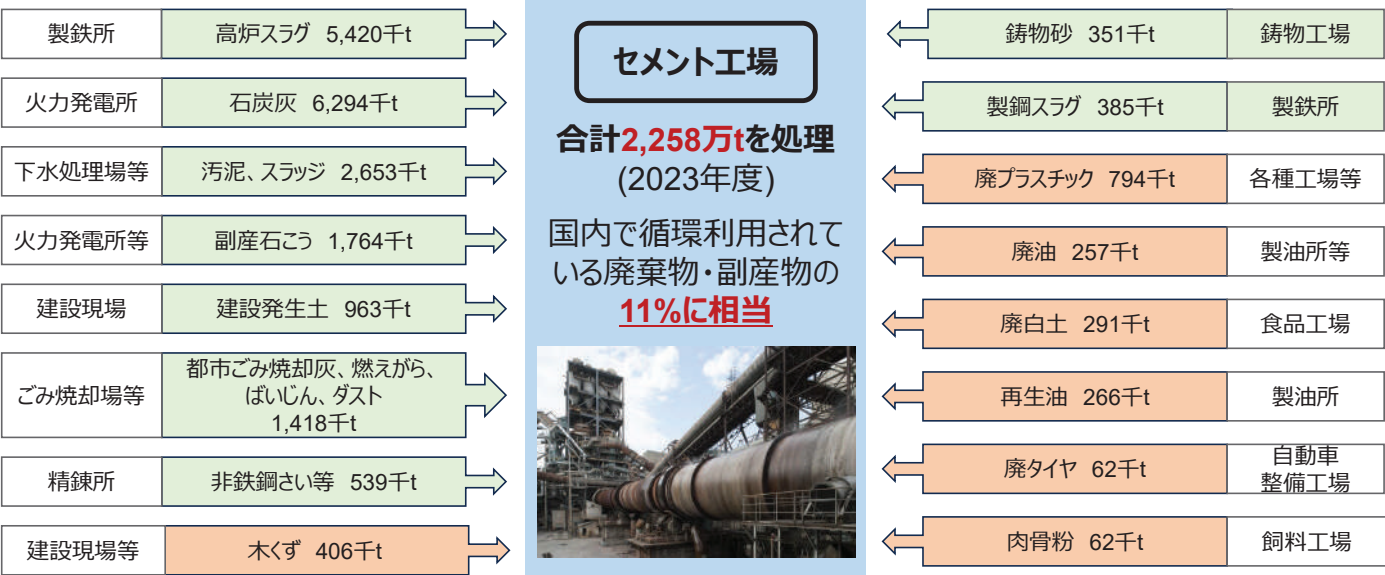 製鉄所 高炉スラグ 5,420千t
火力発電所 石炭灰 6,294千t
下水処理場等 汚泥、スラッジ 2,653千t
火力発電所等 副産石こう 1,764千t
建設現場 建設発生土 963千t
ごみ焼却場等 都市ごみ焼却灰、燃えがら、
ばいじん、ダスト
1,418千t
精錬所 非鉄鋼さい等 539千t
建設現場等 木くず 406千t
セメント工場
合計2,258万tを処理
(2023年度)
国内で循環利用されて
いる廃棄物・副産物の
11%に相当
鋳物砂 351千t 鋳物工場
製鋼スラグ 385千t 製鉄所
廃プラスチック 794千t 各種工場等
廃油 257千t 製油所等
廃白土 291千t 食品工場
再生油 266千t 製油所
廃タイヤ 62千t 自動車
整備工場
肉骨粉 62千t 飼料工場